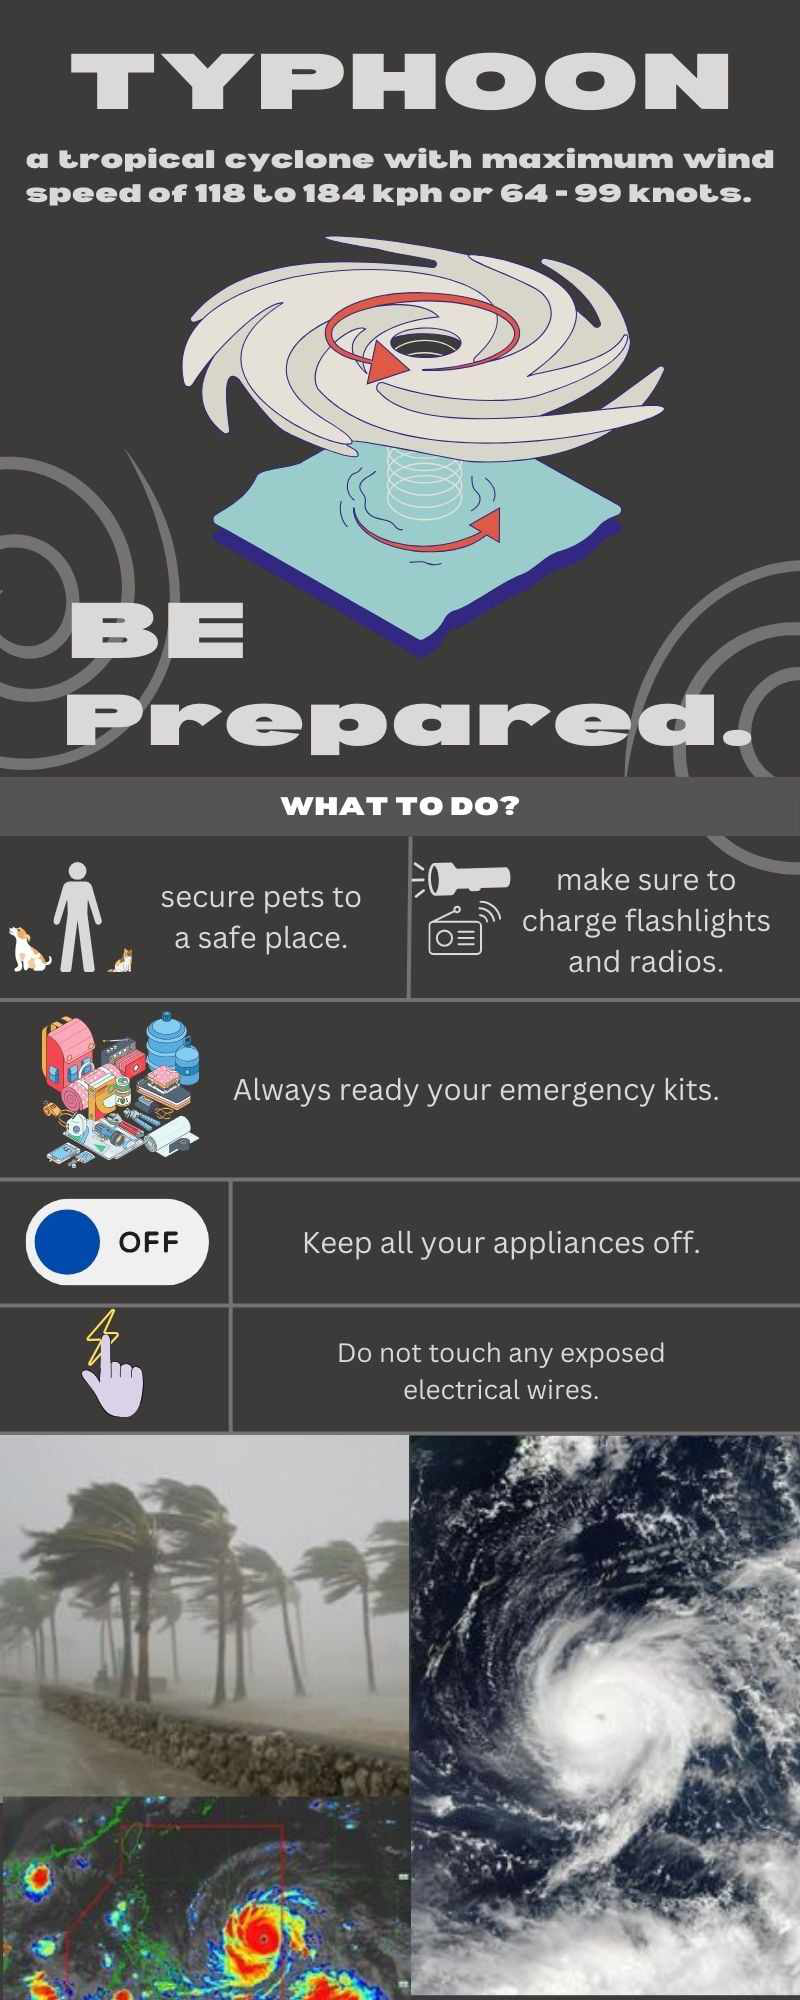 TYPHOON
a tropical cyclone with maximum wind
speed of 118 to 184 kph or 64 - 99 knots.
BE
Prepared.
WHAT TO DO?
secure pets to
a safe place.
make sure to
charge flashlights
and radios.
Always ready your emergency kits.
OFF
Keep all your appliances off.
Do not touch any exposed
electrical wires.